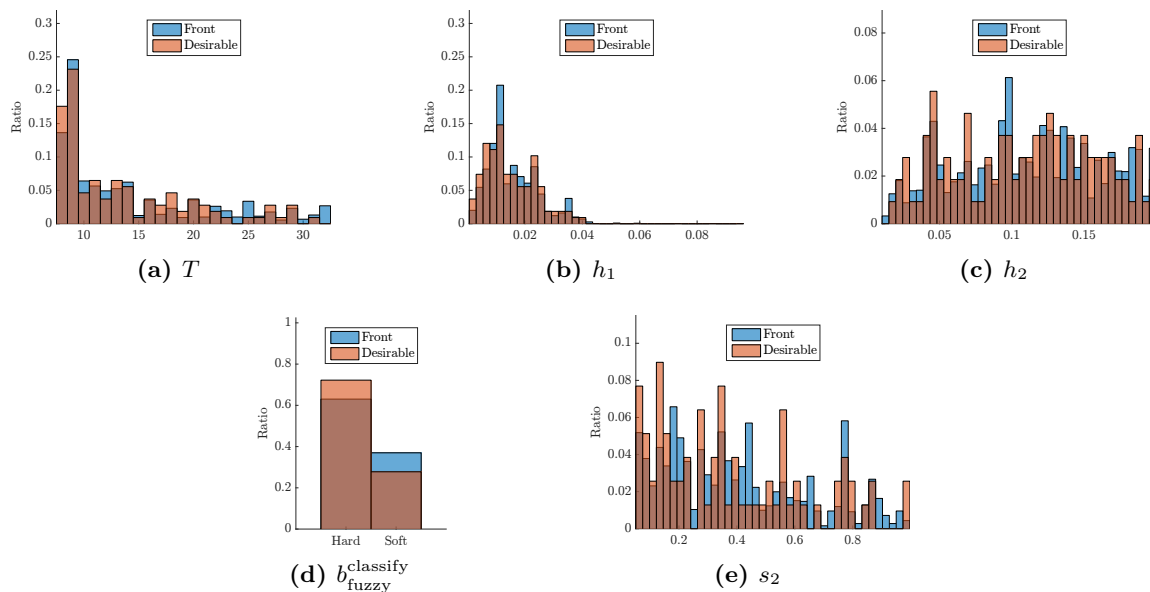 0.3
0.25
0.2
0.15
0.1
0.05
0
Ratio
Front
Desirable
10 15 20 25 30
(a) T
0.3
0.25
0.2
0.15
0.1
0.05
0
Ratio
Front
Desirable
0.02 0.04 0.06 0.08
(b) h₁
0.08
0.06
0.04
0.02
0
Ratio
Front
Desirable
0.05 0.1 0.15
(c) h₂
1
0.8
0.6
0.4
0.2
0
Ratio
Front
Desirable
Hard Soft
(d) b classify fuzzy
0.1
0.08
0.06
0.04
0.02
0
Ratio
Front
Desirable
0.2 0.4 0.6 0.8
(e) s₂